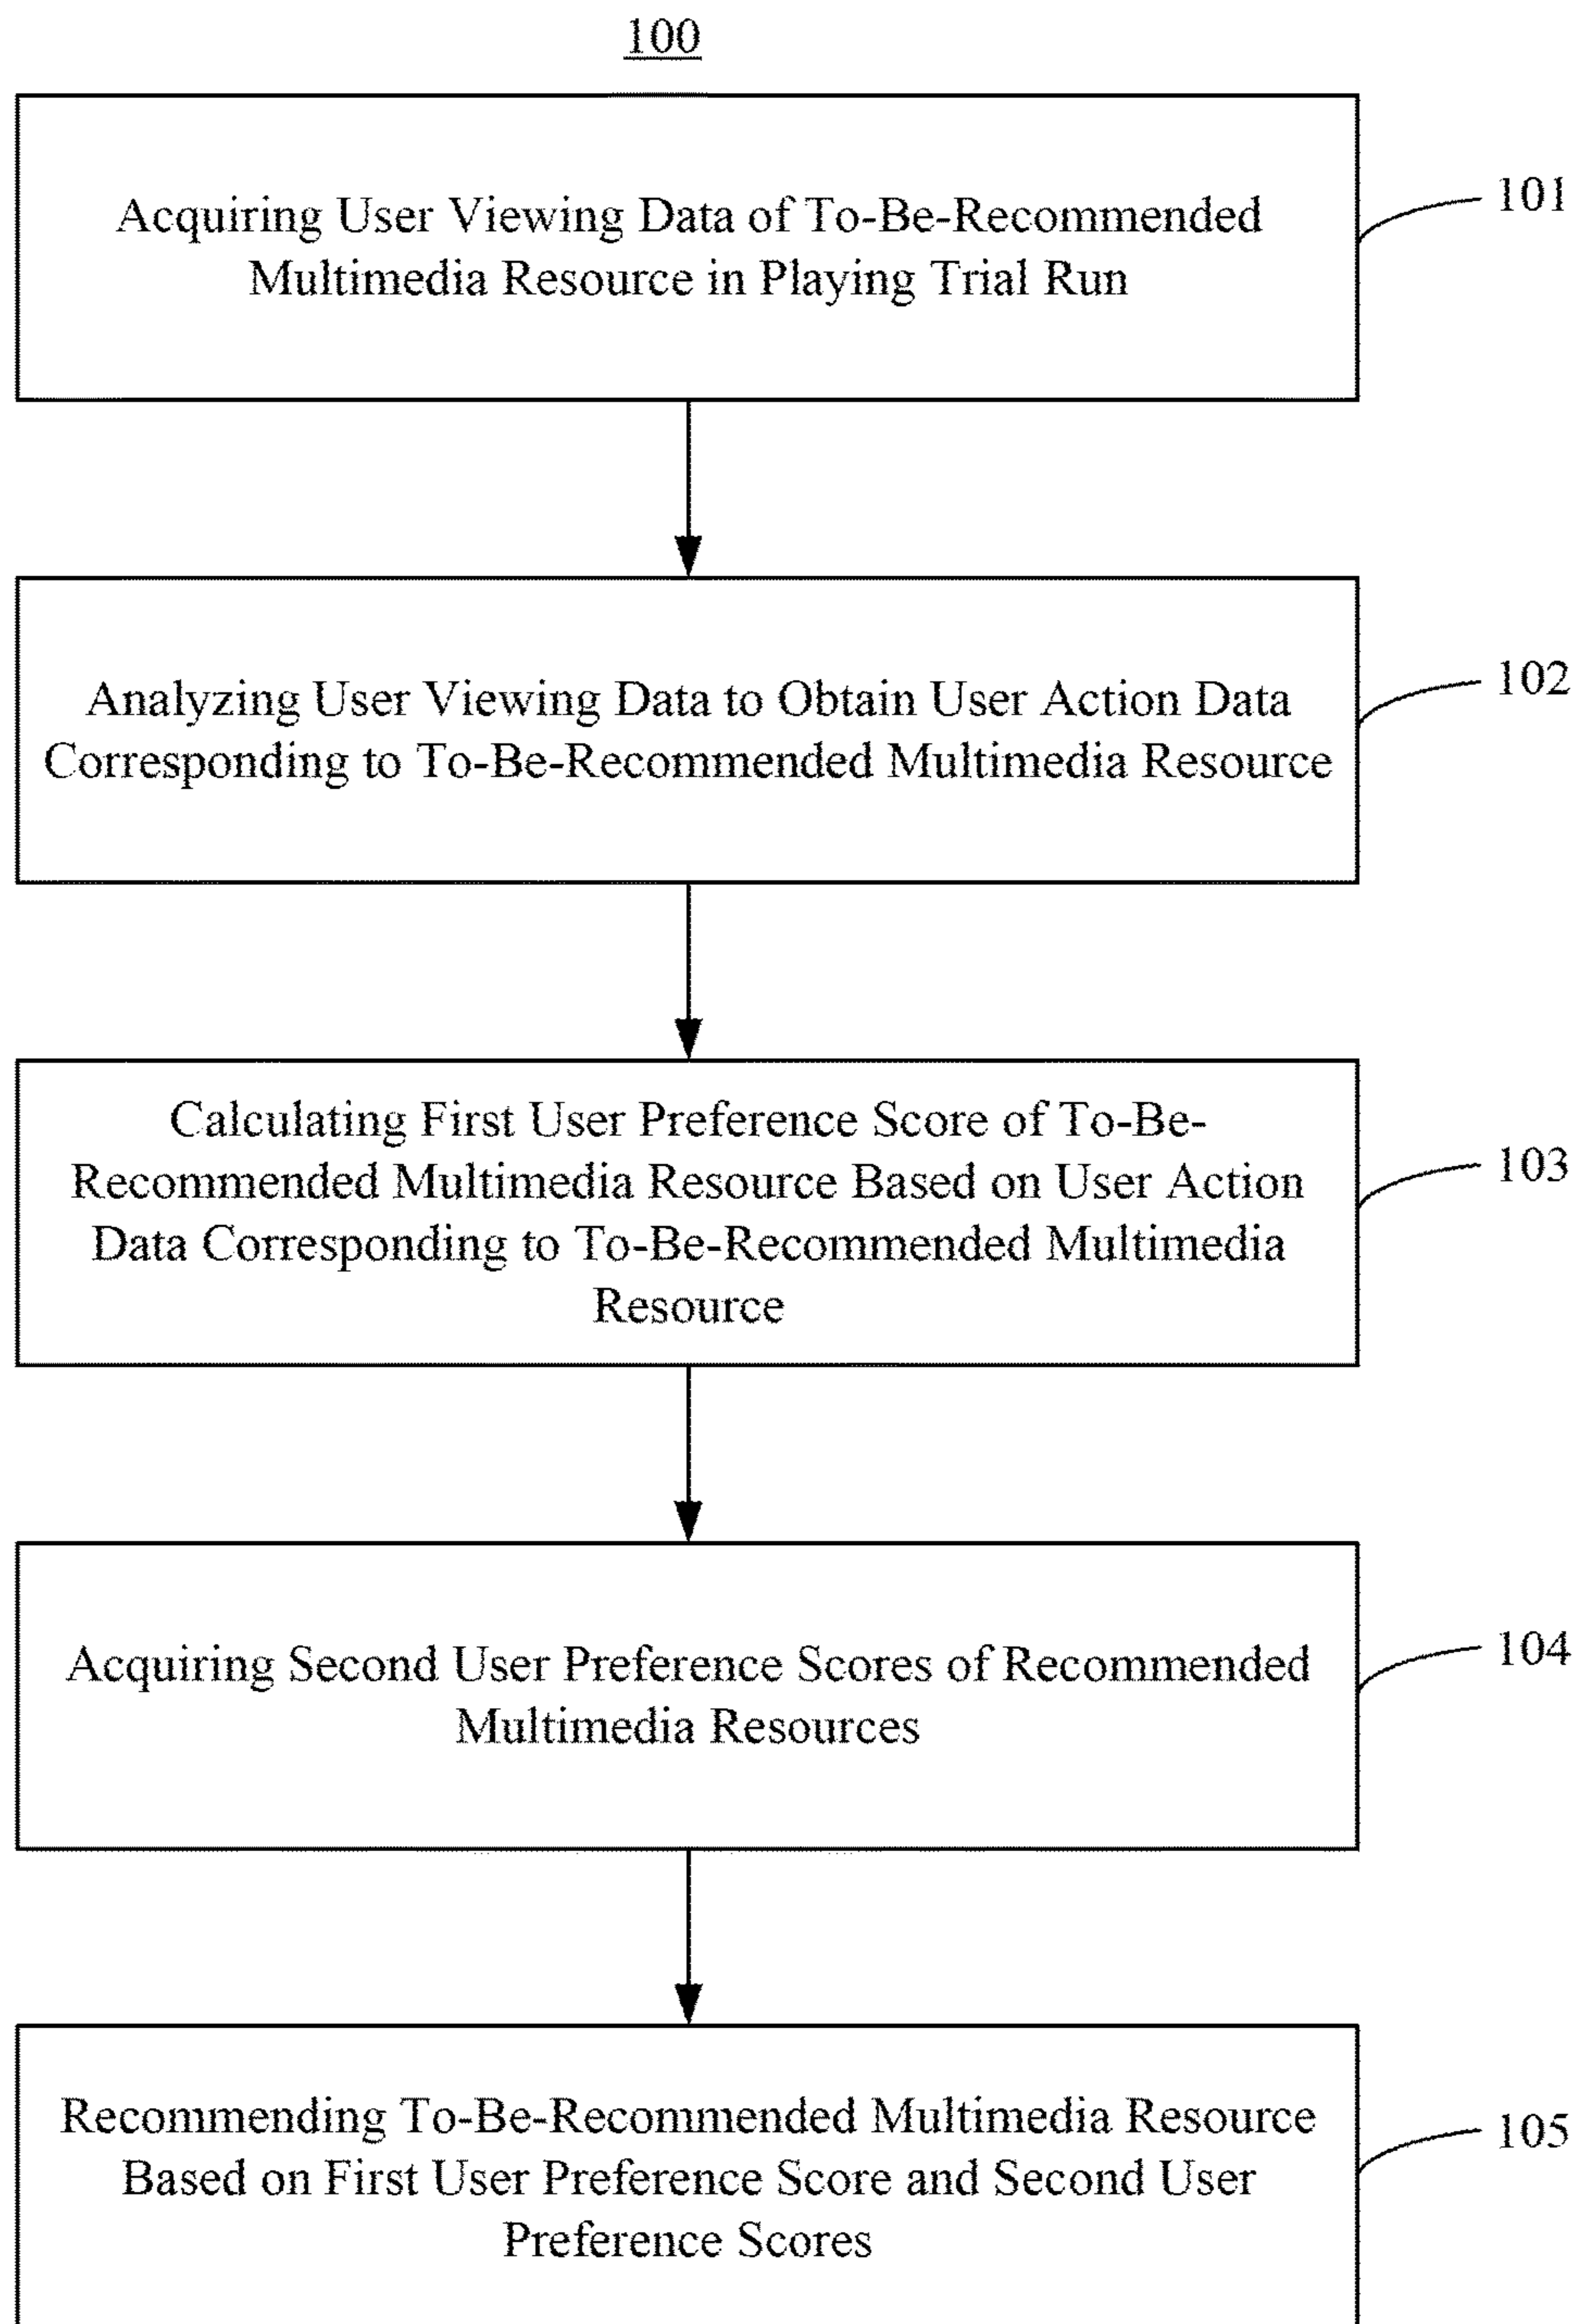 100
Acquiring User Viewing Data of To-Be-Recommended
Multimedia Resource in Playing Trial Run
101
Analyzing User Viewing Data to Obtain User Action Data
Corresponding to To-Be-Recommended Multimedia Resource
102
Calculating First User Preference Score of To-Be-
Recommended Multimedia Resource Based on User Action
Data Corresponding to To-Be-Recommended Multimedia
Resource
103
Acquiring Second User Preference Scores of Recommended
Multimedia Resources
104
Recommending To-Be-Recommended Multimedia Resource
Based on First User Preference Score and Second User
Preference Scores
105